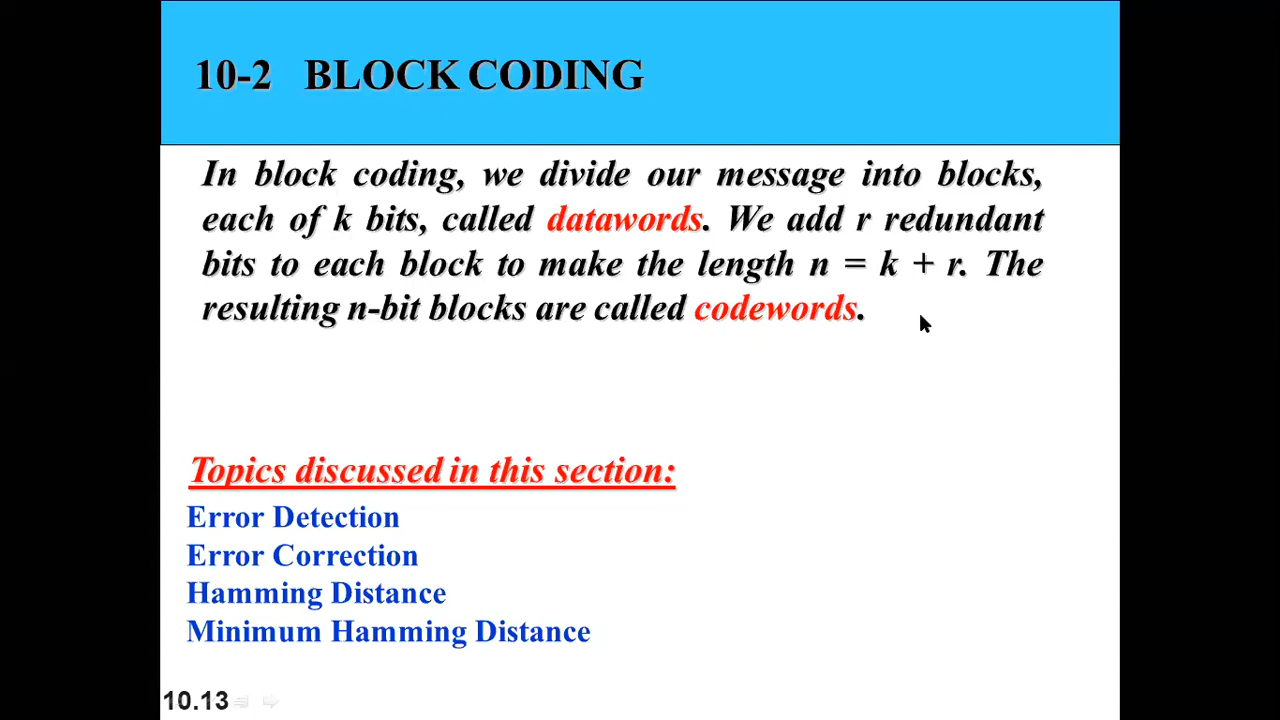 10-2 BLOCK CODING
In block coding, we divide our message into blocks,
each of k bits, called datawords. We add r redundant
bits to each block to make the length n = k + r. The
resulting n-bit blocks are called codewords.
Topics discussed in this section:
Error Detection
Error Correction
Hamming Distance
Minimum Hamming Distance
10.13